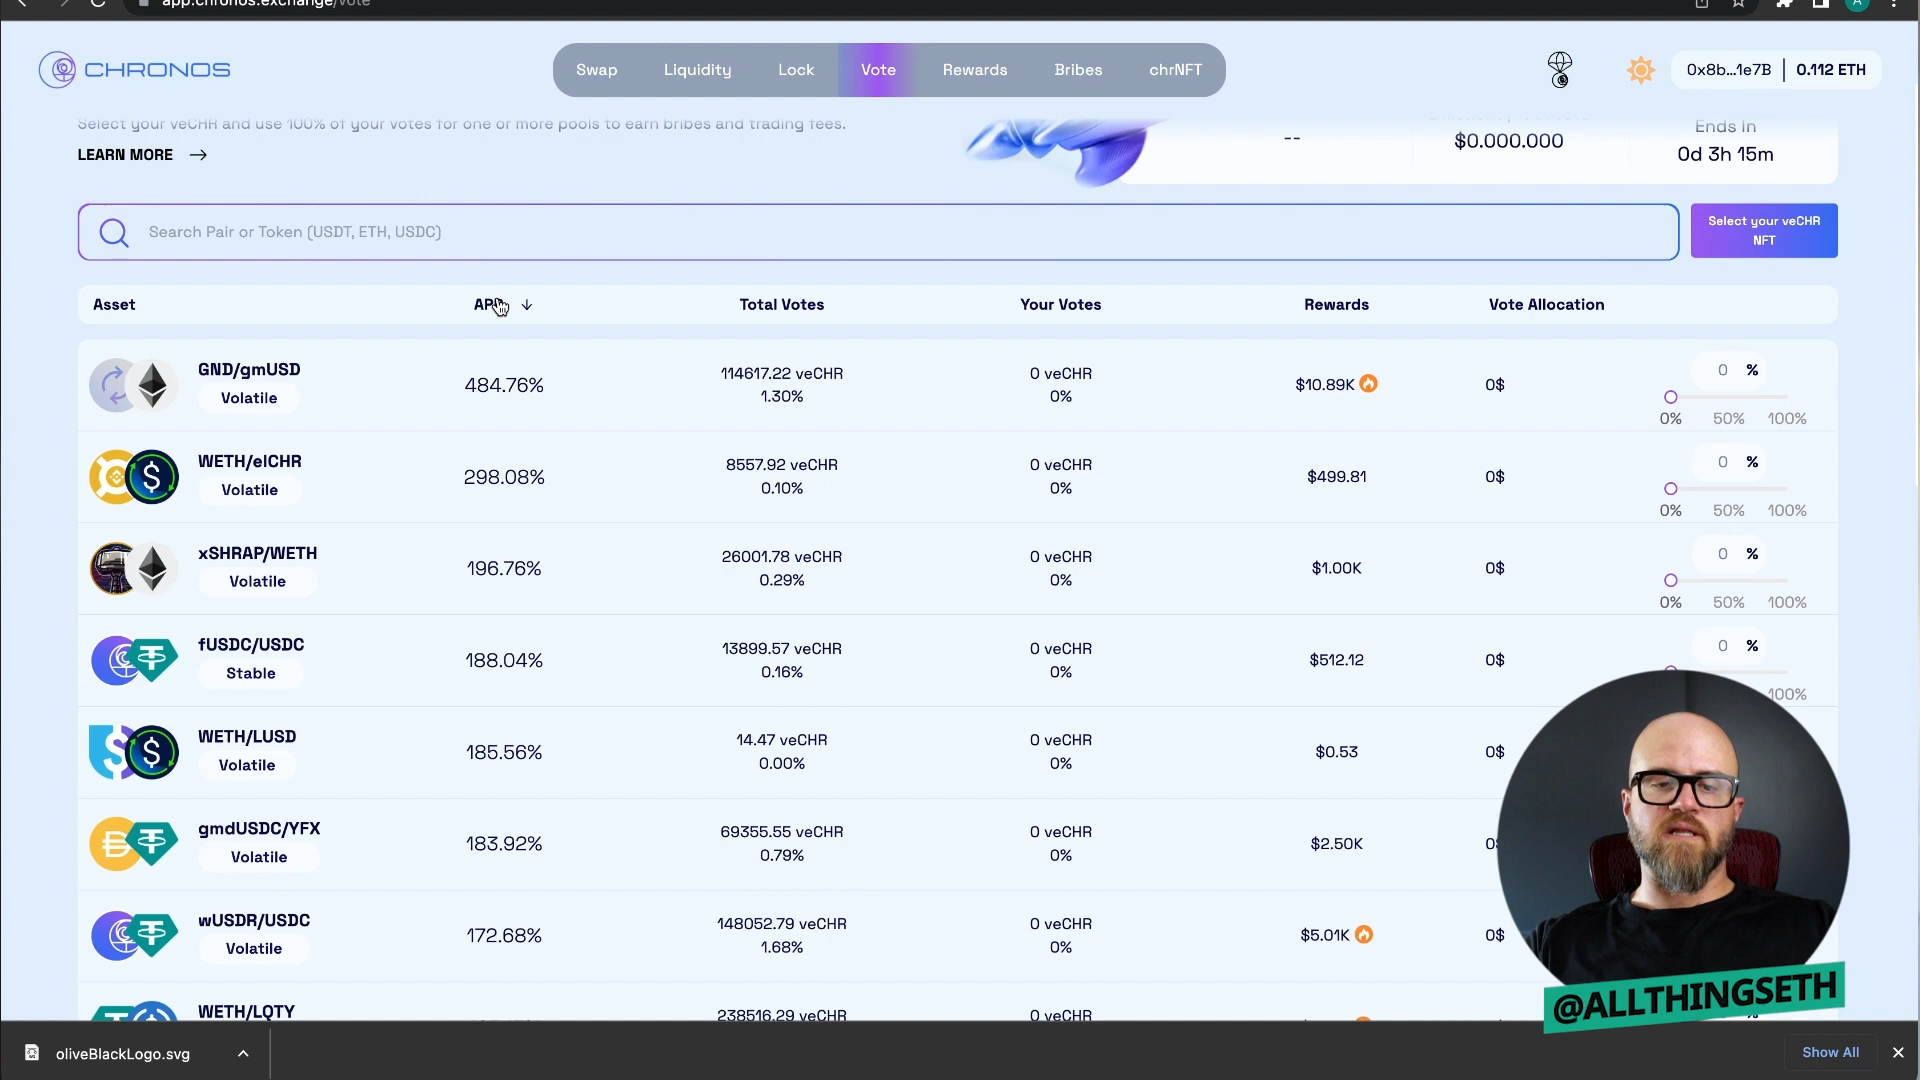 app.chronos.exchange/vote
A
CHRONOS
Swap
Liquidity
Lock
Vote
Rewards
Bribes
chrNFT
0x8b...1e7B
0.112 ETH
Select your veCHR and use 100% of your votes for one or more pools to earn bribes and trading fees.
LEARN MORE →
--
$0.000.000
Ends In
0d 3h 15m
Search Pair or Token (USDT, ETH, USDC)
Select your veCHR
NFT
Asset
↓
Total Votes
Your Votes
Rewards
Vote Allocation
GND/gmUSD
Volatile
484.76%
114617.22 veCHR
1.30%
0 veCHR
0%
$10.89K
0$
0 %
0% 50% 100%
WETH/elCHR
Volatile
298.08%
8557.92 veCHR
0.10%
0 veCHR
0%
$499.81
0$
0 %
0% 50% 100%
xSHRAP/WETH
Volatile
196.76%
26001.78 veCHR
0.29%
0 veCHR
0%
$1.00K
0$
0 %
0% 50% 100%
fUSDC/USDC
Stable
188.04%
13899.57 veCHR
0.16%
0 veCHR
0%
$512.12
0$
0 %
100%
WETH/LUSD
Volatile
185.56%
14.47 veCHR
0.00%
0 veCHR
0%
$0.53
0$
gmdUSDC/YFX
Volatile
183.92%
69355.55 veCHR
0.79%
0 veCHR
0%
$2.50K
wUSDR/USDC
Volatile
172.68%
148052.79 veCHR
1.68%
0 veCHR
0%
$5.01K
0$
WETH/LQTY
238516.29 veCHR
0 veCHR
@ALLTHINGSETH
oliveBlackLogo.svg
Show All